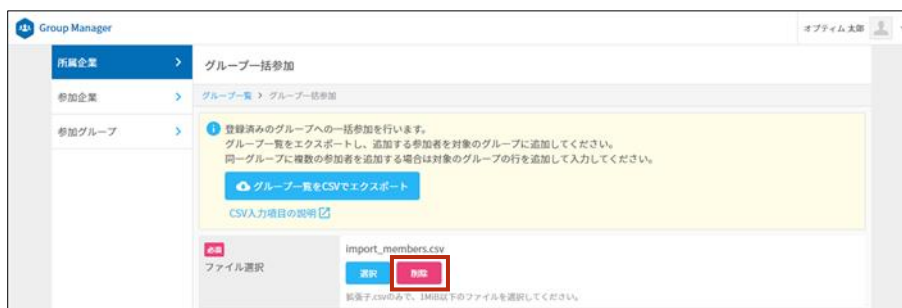 Group Manager
オプティム 太郎
所属企業
グループ一括参加
参加企業
グループ一覧 > グループ一括参加
参加グループ
登録済みのグループへの一括参加を行います。
グループ一覧をエクスポートし、追加する参加者を対象のグループに追加してください。
同一グループに複数の参加者を追加する場合は対象のグループの行を追加して入力してください。
グループ一覧をCSVでエクスポート
CSV入力項目の説明
必須
ファイル選択
import_members.csv
選択
削除
拡張子.csvのみで、1MiB以下のファイルを選択してください。